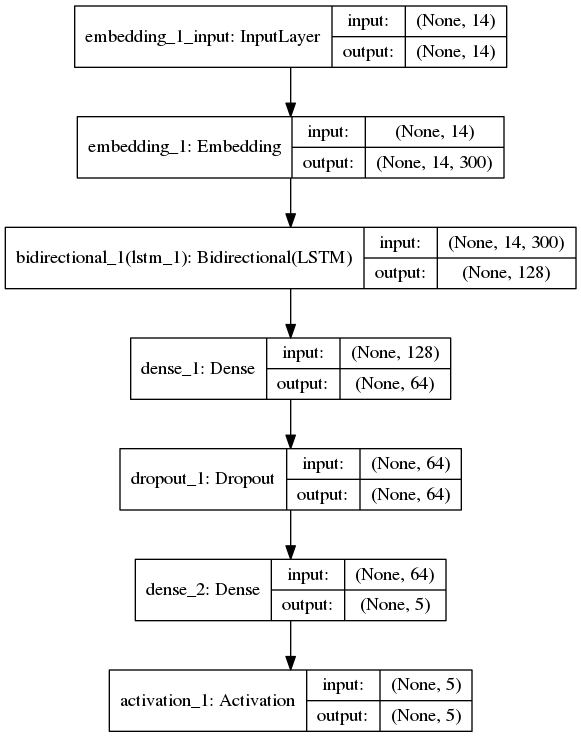 embedding_1_input: InputLayer
input: (None, 14)
output: (None, 14)
embedding_1: Embedding
input: (None, 14)
output: (None, 14, 300)
bidirectional_1(lstm_1): Bidirectional(LSTM)
input: (None, 14, 300)
output: (None, 128)
dense_1: Dense
input: (None, 128)
output: (None, 64)
dropout_1: Dropout
input: (None, 64)
output: (None, 64)
dense_2: Dense
input: (None, 64)
output: (None, 5)
activation_1: Activation
input: (None, 5)
output: (None, 5)